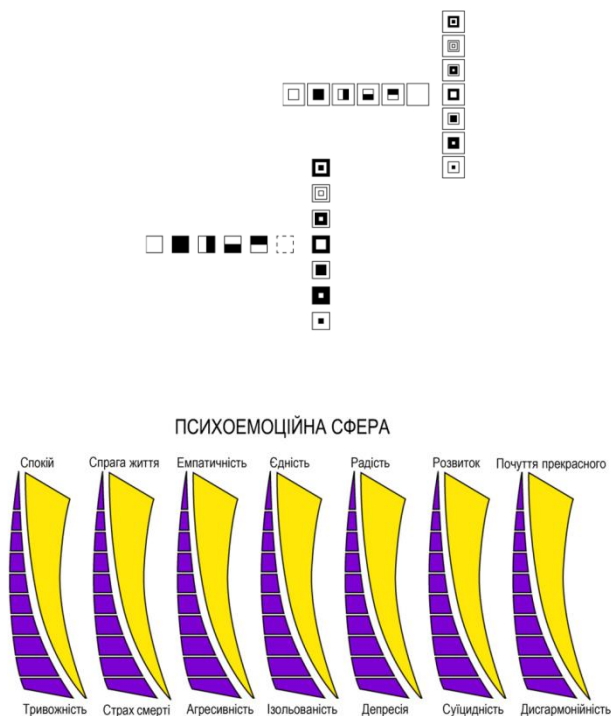 ПСИХОЕМОЦІЙНА СФЕРА
Спокій Спрага життя Емпатичність Єдність Радість Розвиток Почуття прекрасного
Тривожність Страх смерті Агресивність Ізольованість Депресія Суїцидність Дисгармонійність